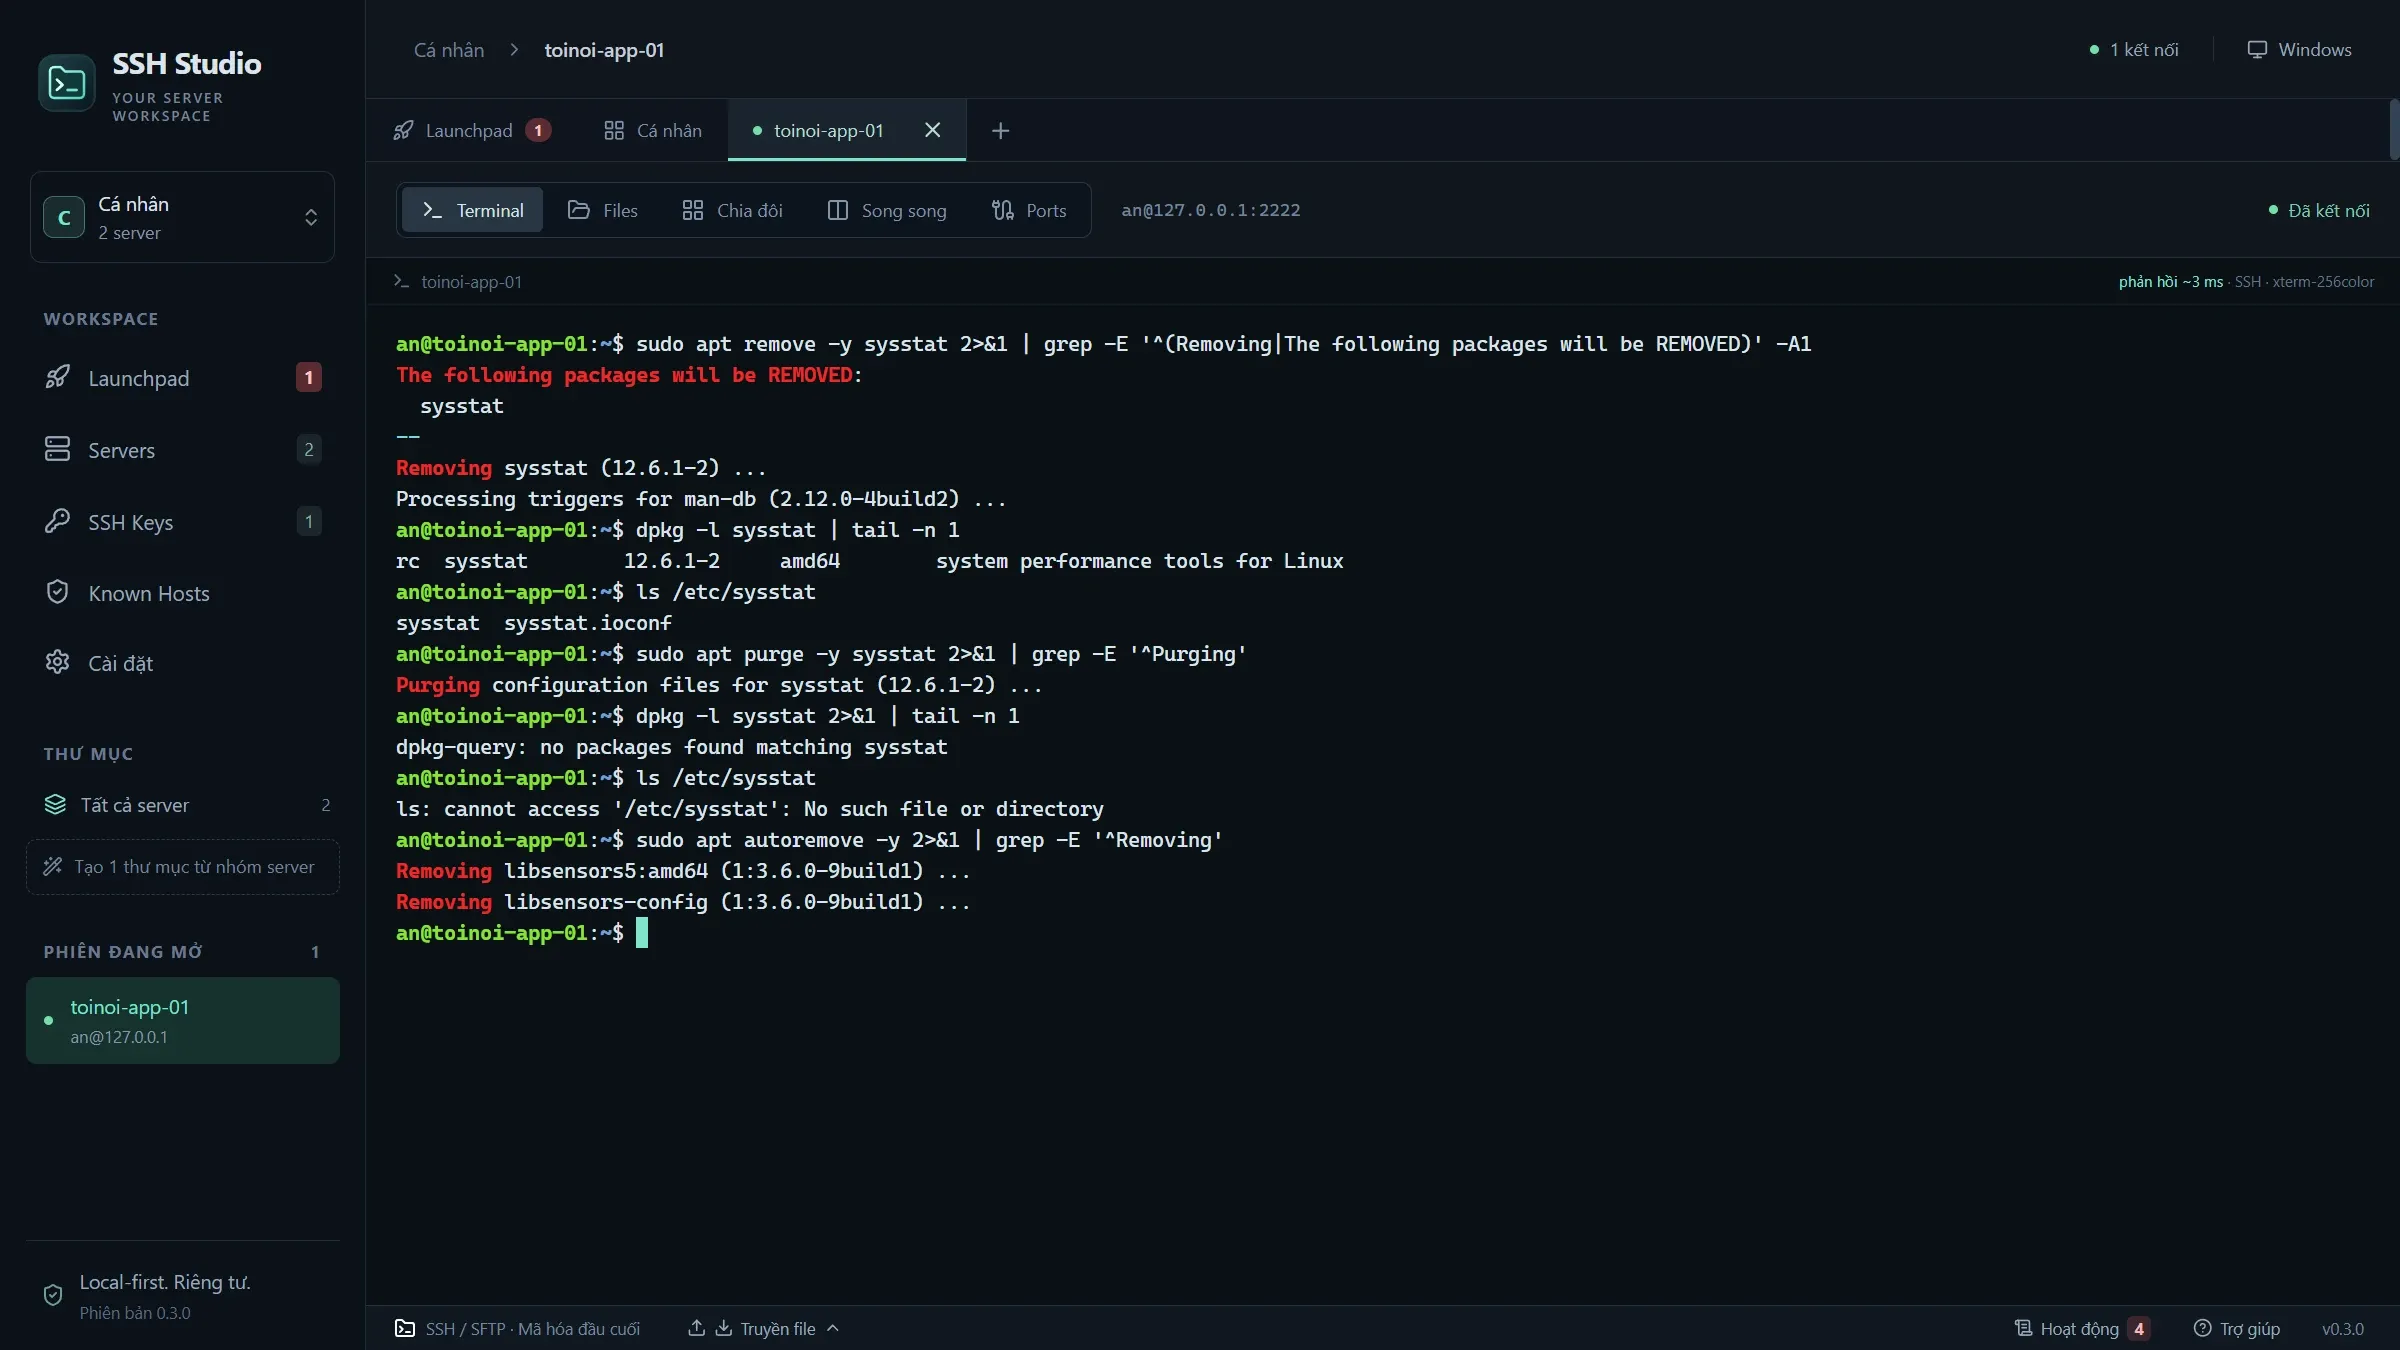 SSH Studio
YOUR SERVER
WORKSPACE
C
Cá nhân
2 server
WORKSPACE
Launchpad 1
Servers 2
SSH Keys 1
Known Hosts
Cài đặt
THƯ MỤC
Tất cả server 2
Tạo 1 thư mục từ nhóm server
PHIÊN ĐANG MỞ 1
toinoi-app-01
an@127.0.0.1
Local-first. Riêng tư.
Phiên bản 0.3.0
Cá nhân > toinoi-app-01
1 kết nối
Windows
Launchpad 1
Cá nhân
toinoi-app-01
Terminal
Files
Chia đôi
Song song
Ports
an@127.0.0.1:2222
Đã kết nối
toinoi-app-01
phản hồi ~3 ms · SSH · xterm-256color
an@toinoi-app-01:~$ sudo apt remove -y sysstat 2>&1 | grep -E '^(Removing|The following packages will be REMOVED)' -A1
The following packages will be REMOVED:
  sysstat
--
Removing sysstat (12.6.1-2) ...
Processing triggers for man-db (2.12.0-4build2) ...
an@toinoi-app-01:~$ dpkg -l sysstat | tail -n 1
rc  sysstat        12.6.1-2     amd64        system performance tools for Linux
an@toinoi-app-01:~$ ls /etc/sysstat
sysstat  sysstat.ioconf
an@toinoi-app-01:~$ sudo apt purge -y sysstat 2>&1 | grep -E '^Purging'
Purging configuration files for sysstat (12.6.1-2) ...
an@toinoi-app-01:~$ dpkg -l sysstat 2>&1 | tail -n 1
dpkg-query: no packages found matching sysstat
an@toinoi-app-01:~$ ls /etc/sysstat
ls: cannot access '/etc/sysstat': No such file or directory
an@toinoi-app-01:~$ sudo apt autoremove -y 2>&1 | grep -E '^Removing'
Removing libsensors5:amd64 (1:3.6.0-9build1) ...
Removing libsensors-config (1:3.6.0-9build1) ...
an@toinoi-app-01:~$
SSH / SFTP · Mã hóa đầu cuối
Truyền file
Hoạt động 4
Trợ giúp
v0.3.0